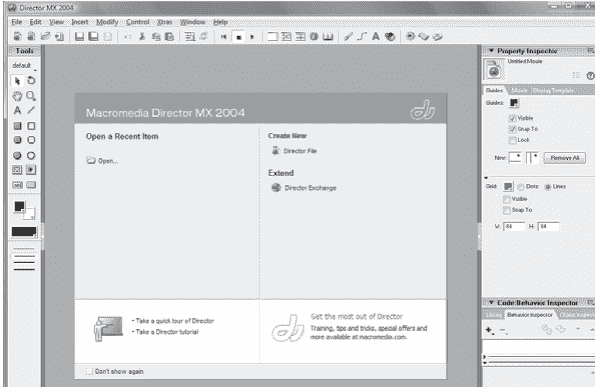 Director MX 2004
File Edit View Insert Modify Control Xtras Window Help
Tools
default
Macromedia Director MX 2004
Open a Recent Item
Open...
Create New
Director File
Extend
Director Exchange
• Take a quick tour of Director
• Take a Director tutorial
Get the most out of Director
Training, tips and tricks, special offers and
more available at macromedia.com.
Don't show again
Property Inspector
Untitled Movie
Guides Movie Display Template
Guides:
Visible
Snap To
Lock
New: Remove All
Grid: Dots Lines
Visible
Snap To
W: 64 H: 64
Code:Behavior Inspector
Library Behavior Inspector Object Inspector